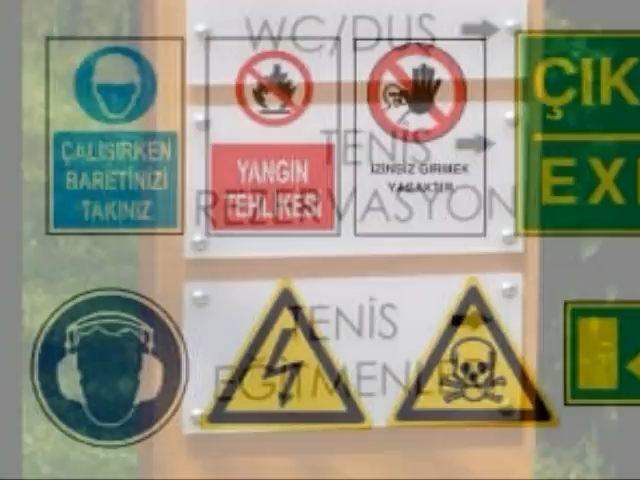 WC/DUŞ
ÇALIŞIRKEN
BARETİNİZİ
TAKINIZ
YANGIN
TEHLİKESİ
İZİNSİZ GİRMEK
YASAKTIR
ÇIK
EXI
TENİS
REZERVASYON
TENİS
EĞİTMENLERİ